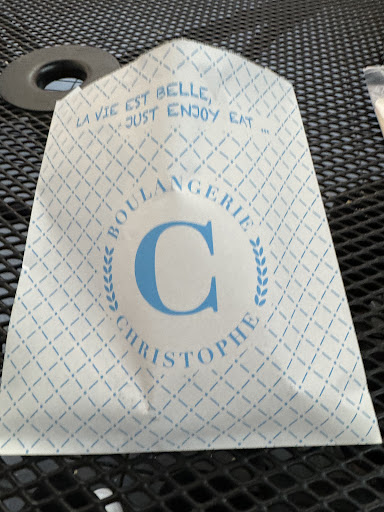 LA VIE EST BELLE,
JUST ENJOY EAT ...
BOULANGERIE
C
CHRISTOPHE